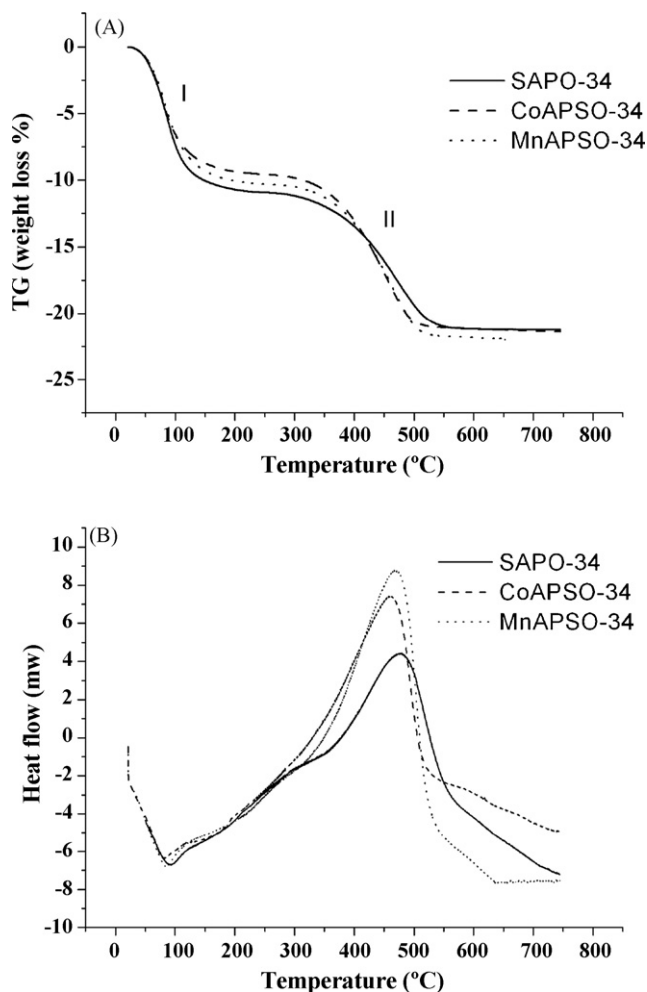 (A)
SAPO-34
CoAPSO-34
MnAPSO-34
I
II
0
-5
-10
-15
-20
-25
TG (weight loss %)
0 100 200 300 400 500 600 700 800
Temperature (ºC)
(B)
SAPO-34
CoAPSO-34
MnAPSO-34
10
8
6
4
2
0
-2
-4
-6
-8
-10
Heat flow (mw)
0 100 200 300 400 500 600 700 800
Temperature (ºC)